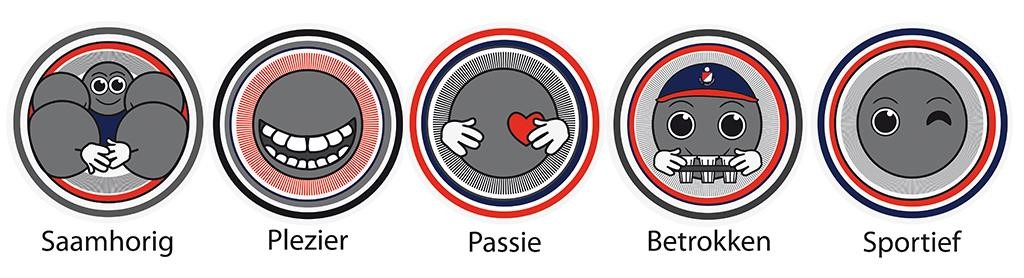 Saamhorig
Plezier
Passie
Betrokken
Sportief